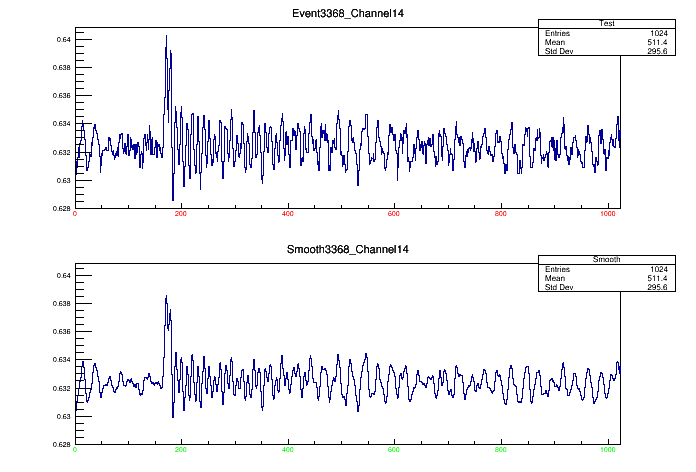 Event3368_Channel14
Test
Entries 1024
Mean 511.4
Std Dev 295.6
0.64
0.638
0.636
0.634
0.632
0.63
0.628
0 200 400 600 800 1000
Smooth3368_Channel14
Smooth
Entries 1024
Mean 511.4
Std Dev 295.6
0.64
0.638
0.636
0.634
0.632
0.63
0.628
0 200 400 600 800 1000